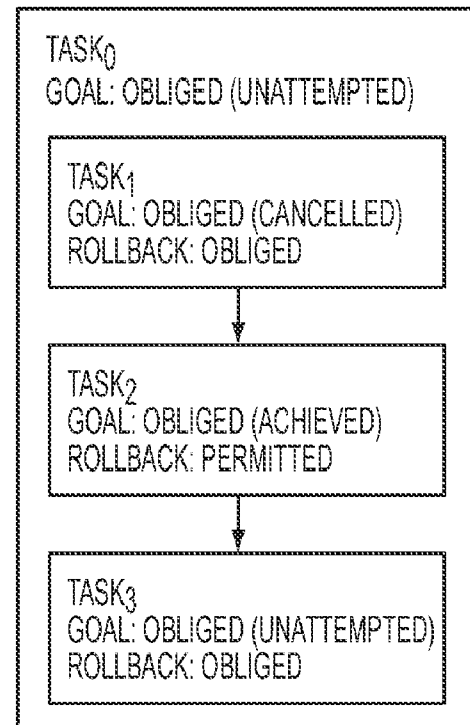 TASK₀
GOAL: OBLIGED (UNATTEMPTED)
TASK₁
GOAL: OBLIGED (CANCELLED)
ROLLBACK: OBLIGED
TASK₂
GOAL: OBLIGED (ACHIEVED)
ROLLBACK: PERMITTED
TASK₃
GOAL: OBLIGED (UNATTEMPTED)
ROLLBACK: OBLIGED